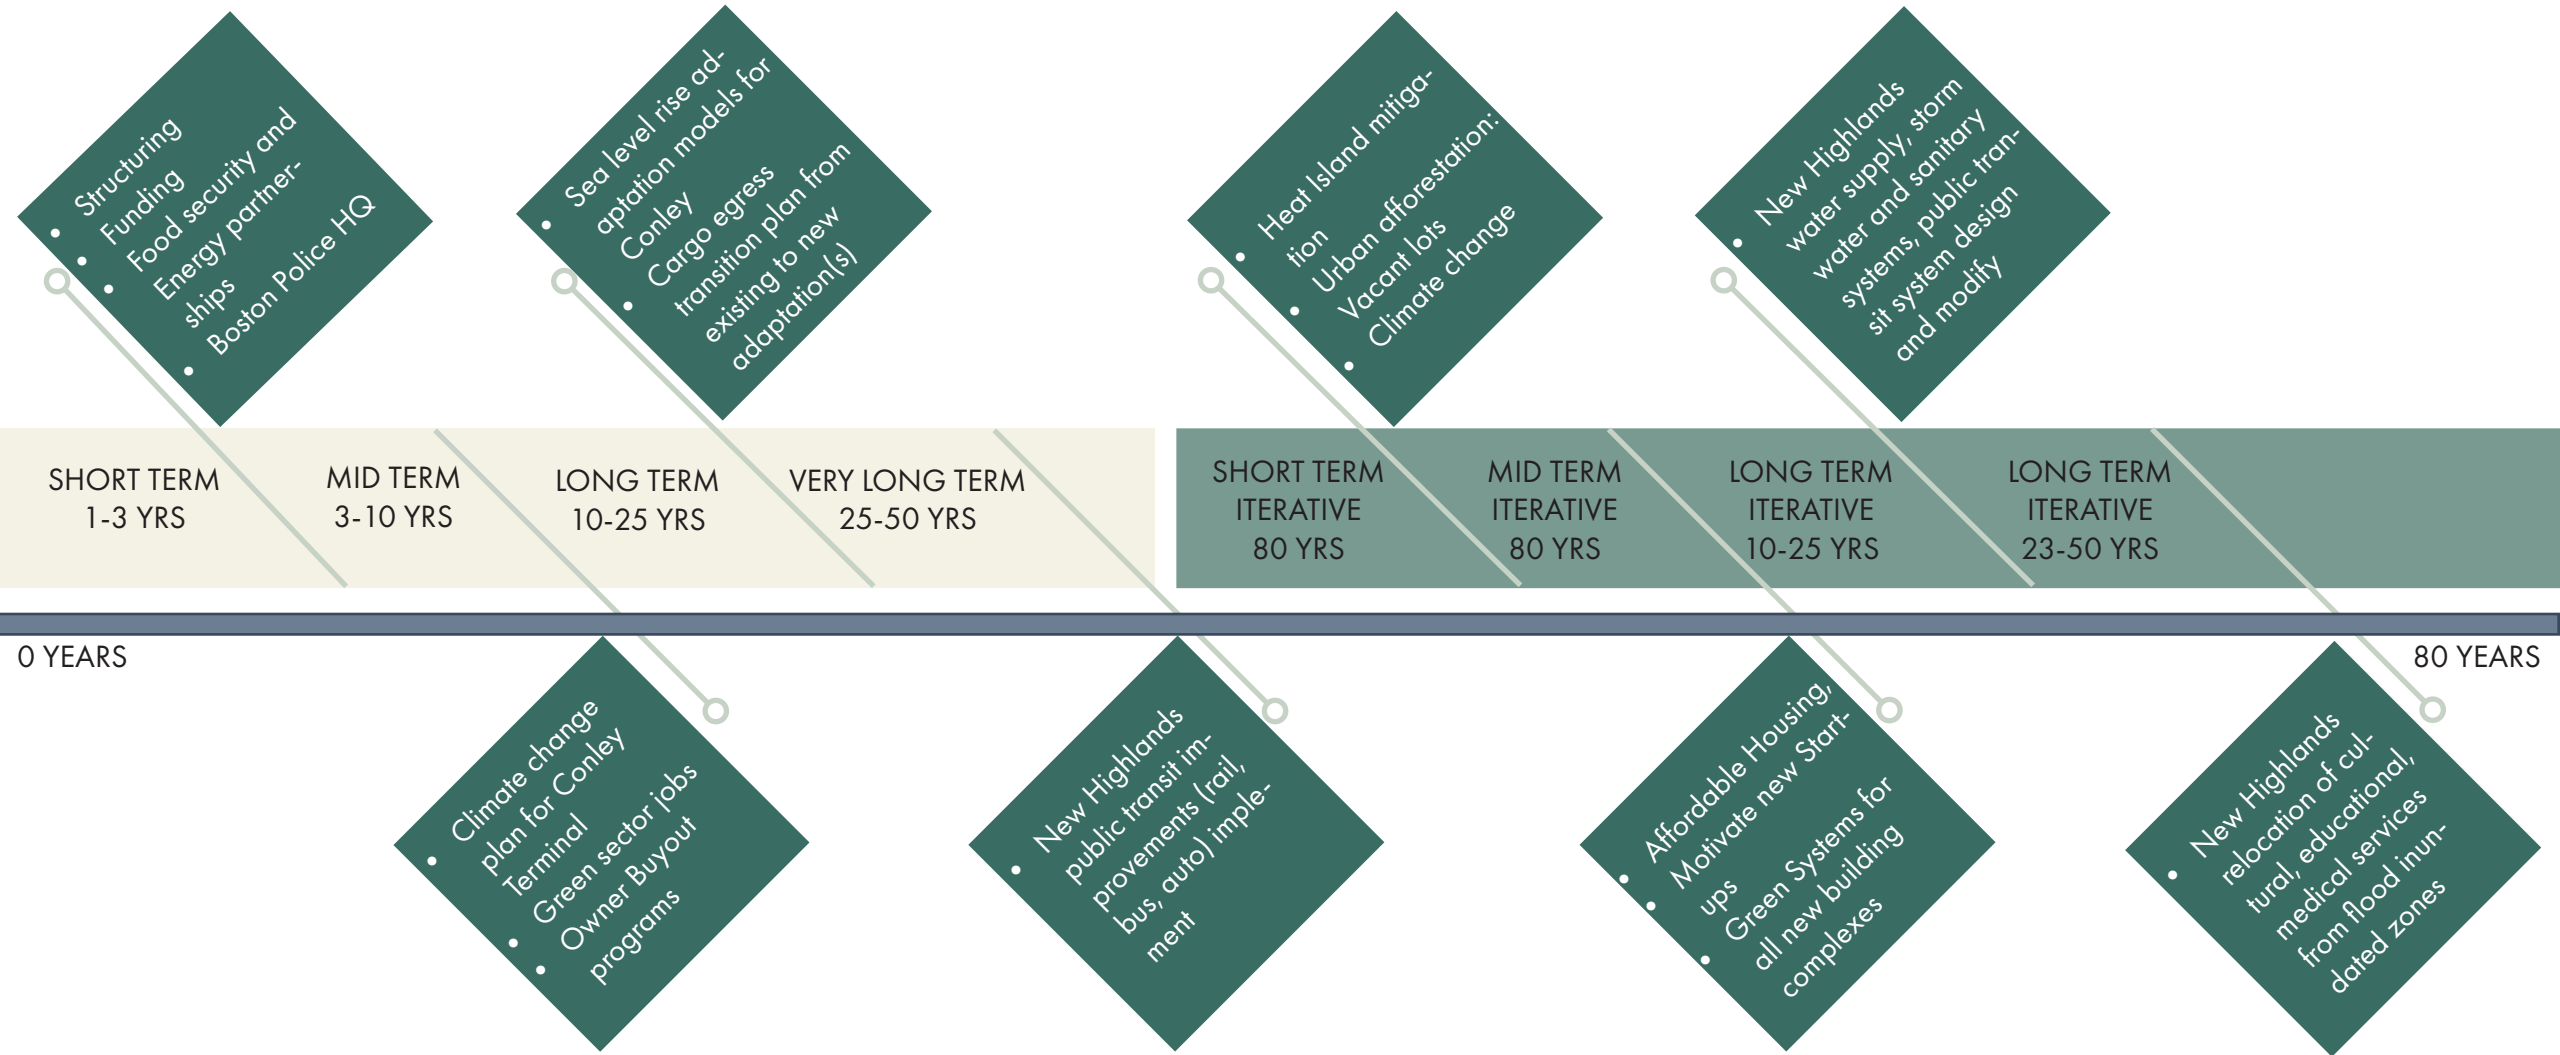 • Structuring
• Funding
• Food security and
Energy partner-
ships
• Boston Police HQ
• Sea level rise ad-
aptation models for
Conley
• Cargo egress
transition plan from
existing to new
adaptation(s)
• Heat Island mitiga-
tion
• Urban afforestation:
Vacant lots
• Climate change
• New Highlands
water supply, storm
water and sanitary
systems, public tran-
sit system design
and modify
SHORT TERM
1-3 YRS
MID TERM
3-10 YRS
LONG TERM
10-25 YRS
VERY LONG TERM
25-50 YRS
SHORT TERM
ITERATIVE
80 YRS
MID TERM
ITERATIVE
80 YRS
LONG TERM
ITERATIVE
10-25 YRS
LONG TERM
ITERATIVE
23-50 YRS
0 YEARS
80 YEARS
• Climate change
plan for Conley
Terminal
• Green sector jobs
• Owner Buyout
programs
• New Highlands
public transit im-
provements (rail,
bus, auto) imple-
ment
• Affordable Housing,
• Motivate new Start-
ups
• Green Systems for
all new building
complexes
• New Highlands
relocation of cul-
tural, educational,
medical services
from flood inun-
dated zones